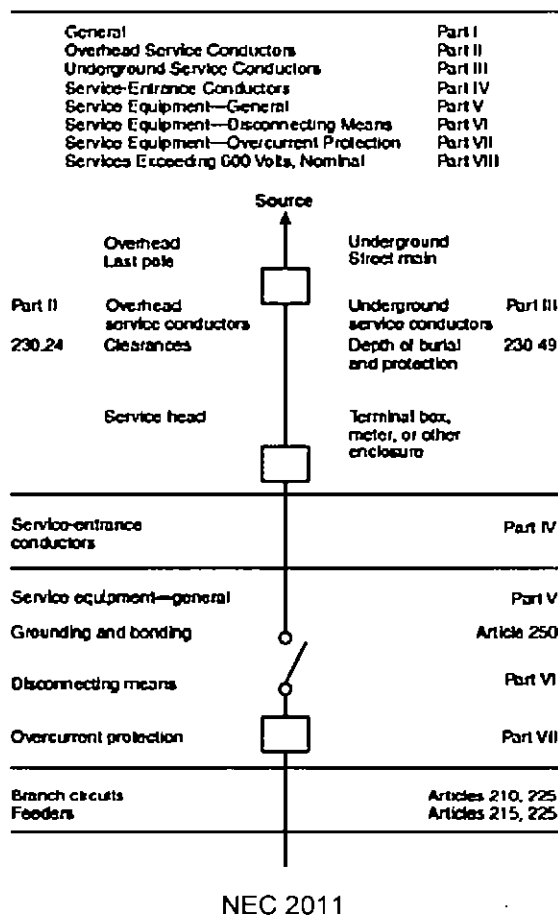 General Part I
Overhead Service Conductors Part II
Underground Service Conductors Part III
Service-Entrance Conductors Part IV
Service Equipment—General Part V
Service Equipment—Disconnecting Means Part VI
Service Equipment—Overcurrent Protection Part VII
Services Exceeding 600 Volts, Nominal Part VIII
Source
Overhead Underground
Last pole Street main
Part II Overhead Underground Part III
service conductors service conductors
230.24 Clearances Depth of burial 230.49
and protection
Service head Terminal box,
meter, or other
enclosure
Service-entrance Part IV
conductors
Service equipment—general Part V
Grounding and bonding Article 250
Disconnecting means Part VI
Overcurrent protection Part VII
Branch circuits Articles 210, 225
Feeders Articles 215, 225
NEC 2011